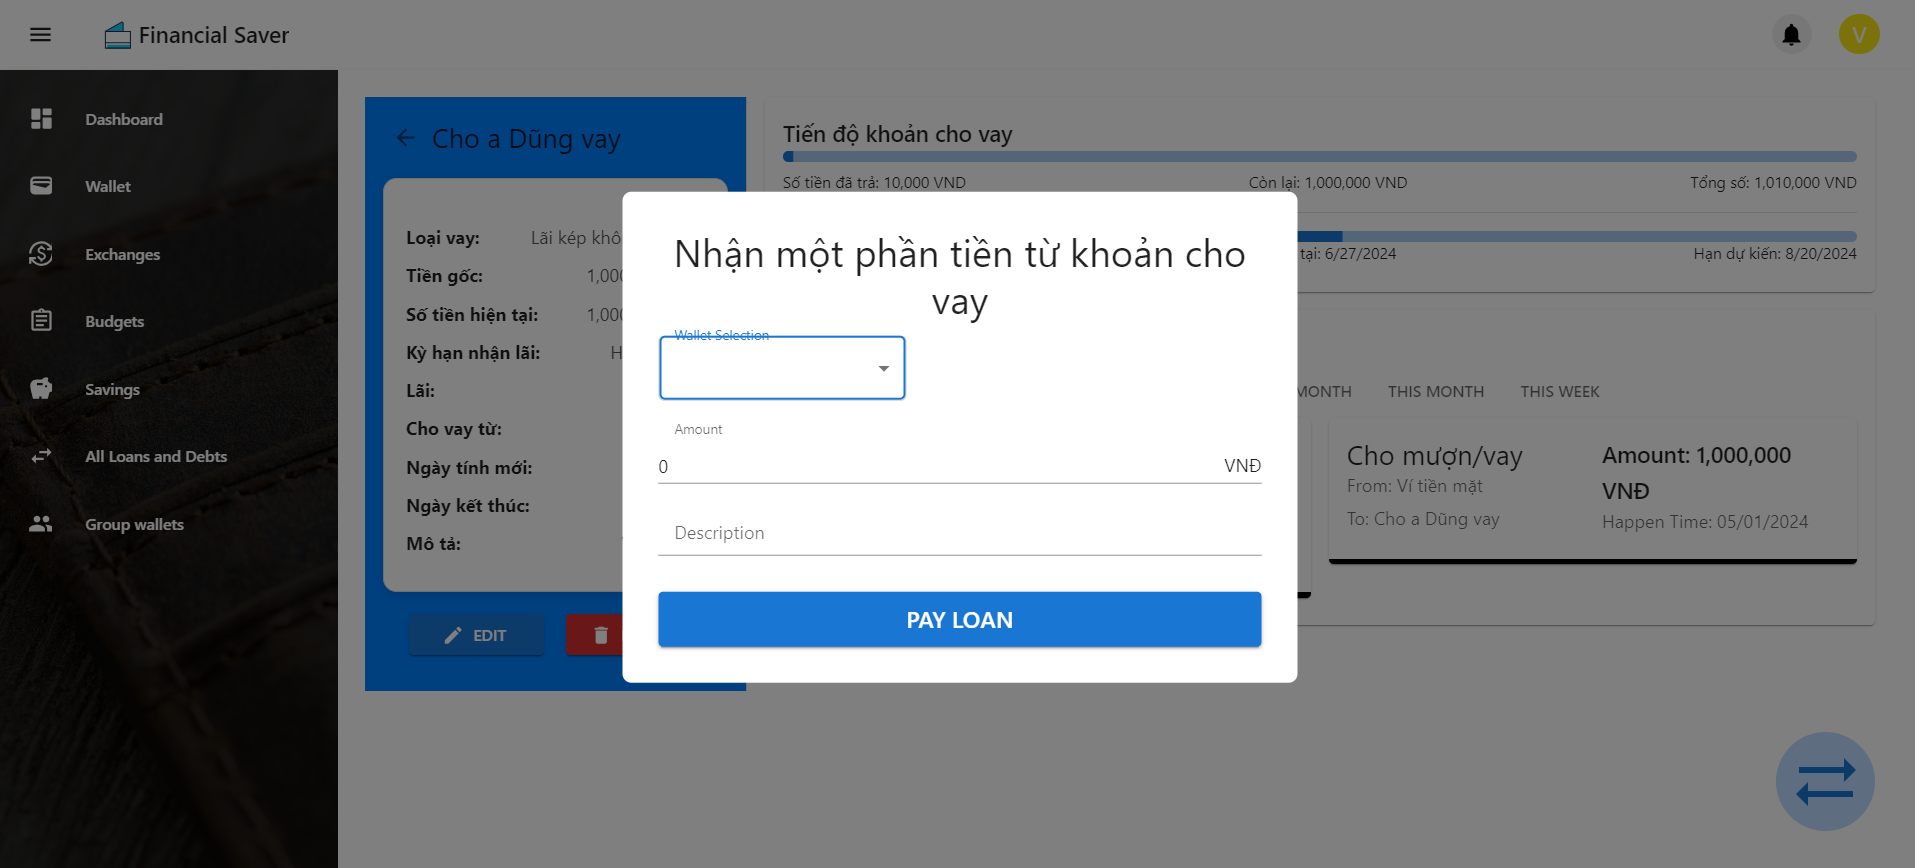 Financial Saver
V
Dashboard
Wallet
Exchanges
Budgets
Savings
All Loans and Debts
Group wallets
Cho a Dũng vay
Loại vay: Lãi kép
Tiền gốc:
Số tiền hiện tại:
Kỳ hạn nhận lãi:
Lãi:
Cho vay từ:
Ngày tính mới:
Ngày kết thúc:
Mô tả:
EDIT
Tiến độ khoản cho vay
Số tiền đã trả: 10,000 VND Còn lại: 1,000,000 VND Tổng số: 1,010,000 VND
tại: 6/27/2024 Hạn dự kiến: 8/20/2024
MONTH THIS MONTH THIS WEEK
Cho mượn/vay
From: Ví tiền mặt
To: Cho a Dũng vay
Amount: 1,000,000
VNĐ
Happen Time: 05/01/2024
Nhận một phần tiền từ khoản cho
vay
Wallet Selection
Amount
0 VNĐ
Description
PAY LOAN